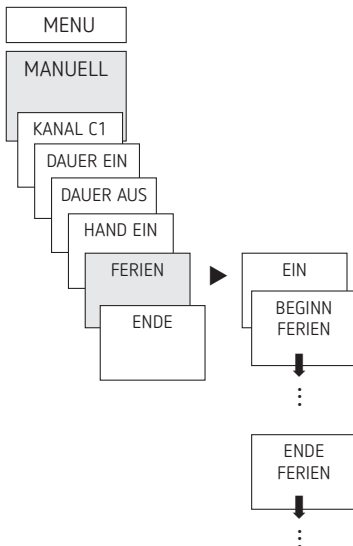 MENU
MANUELL
KANAL C1
DAUER EIN
DAUER AUS
HAND EIN
FERIEN
ENDE
EIN
BEGINN
FERIEN
ENDE
FERIEN